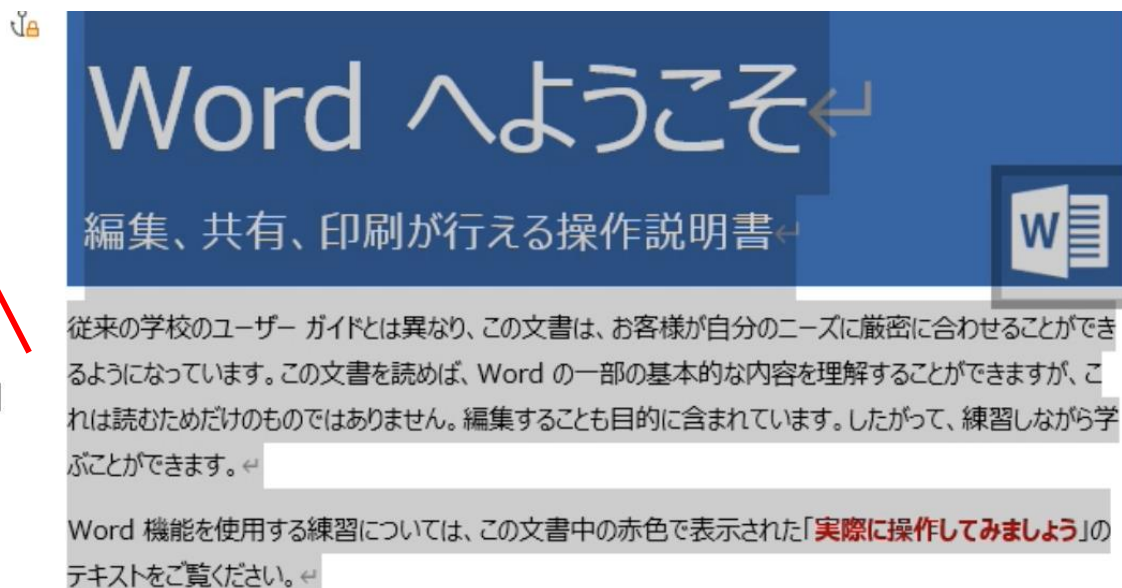 Word へようこそ
編集、共有、印刷が行える操作説明書
W
従来の学校のユーザー ガイドとは異なり、この文書は、お客様が自分のニーズに厳密に合わせることができ
るようになっています。この文書を読めば、Word の一部の基本的な内容を理解することができますが、こ
れは読むためだけのものではありません。編集することも目的に含まれています。したがって、練習しながら学
ぶことができます。
Word 機能を使用する練習については、この文書中の赤色で表示された「実際に操作してみましょう」の
テキストをご覧ください。